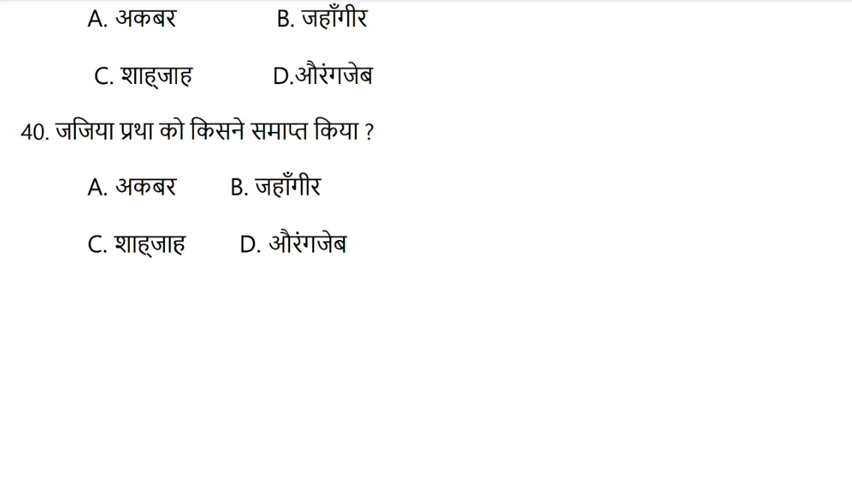 A. अकबर B. जहाँगीर
C. शाह्जाह D.औरंगजेब
40. जजिया प्रथा को किसने समाप्त किया ?
A. अकबर B. जहाँगीर
C. शाह्जाह D. औरंगजेब